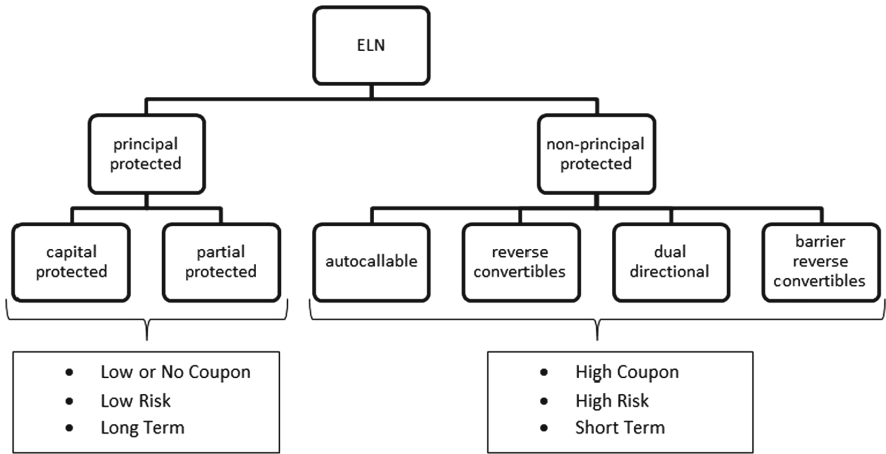 ELN
principal
protected
non-principal
protected
capital
protected
partial
protected
autocallable
reverse
convertibles
dual
directional
barrier
reverse
convertibles
• Low or No Coupon
• Low Risk
• Long Term
• High Coupon
• High Risk
• Short Term